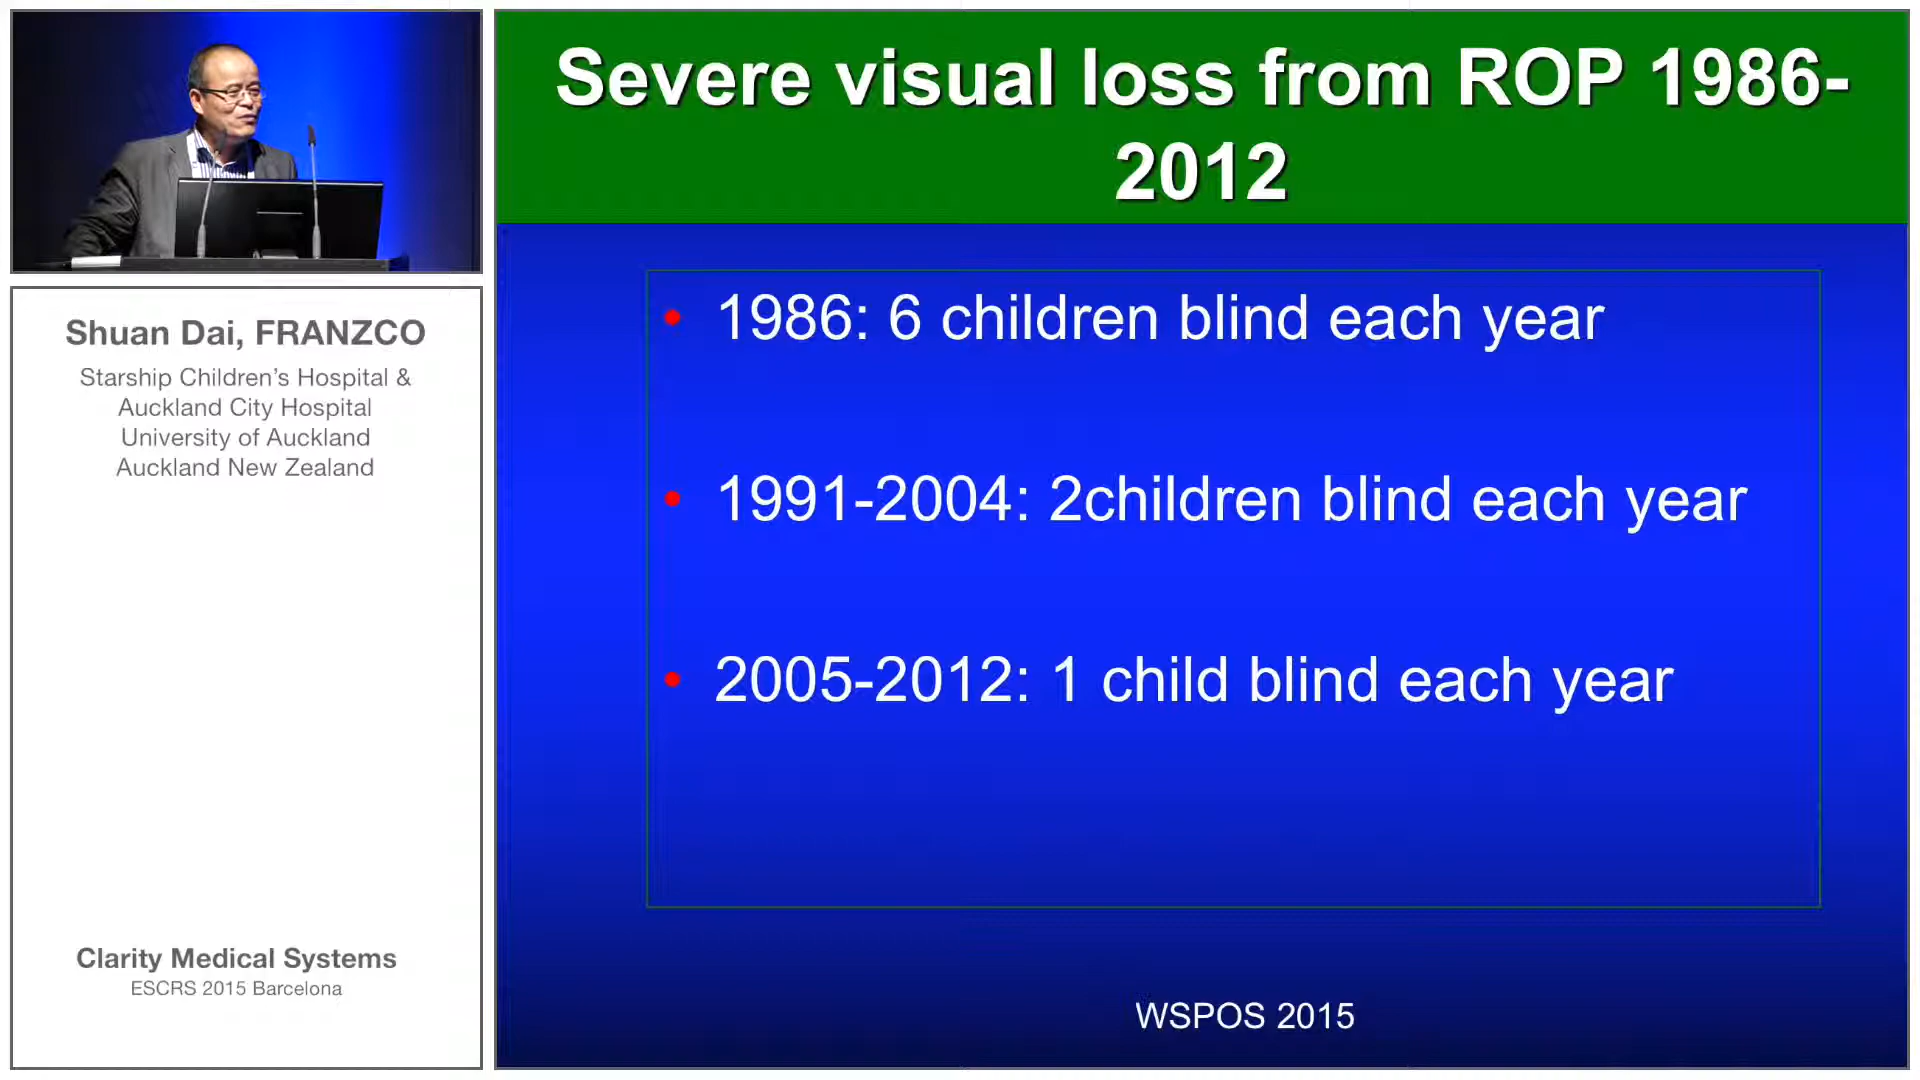 Shuan Dai, FRANZCO
Starship Children's Hospital &
Auckland City Hospital
University of Auckland
Auckland New Zealand
Clarity Medical Systems
ESCRS 2015 Barcelona
Severe visual loss from ROP 1986-
2012
• 1986: 6 children blind each year
• 1991-2004: 2children blind each year
• 2005-2012: 1 child blind each year
WSPOS 2015